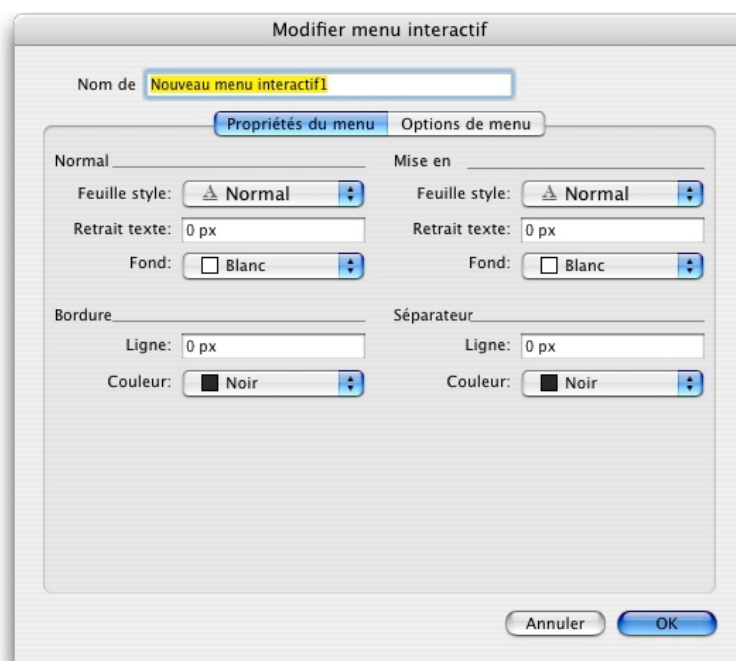 Modifier menu interactif
Nom de Nouveau menu interactif1
Propriétés du menu Options de menu
Normal Mise en
Feuille style: A Normal Feuille style: A Normal
Retrait texte: 0 px Retrait texte: 0 px
Fond: Blanc Fond: Blanc
Bordure Séparateur
Ligne: 0 px Ligne: 0 px
Couleur: Noir Couleur: Noir
Annuler OK